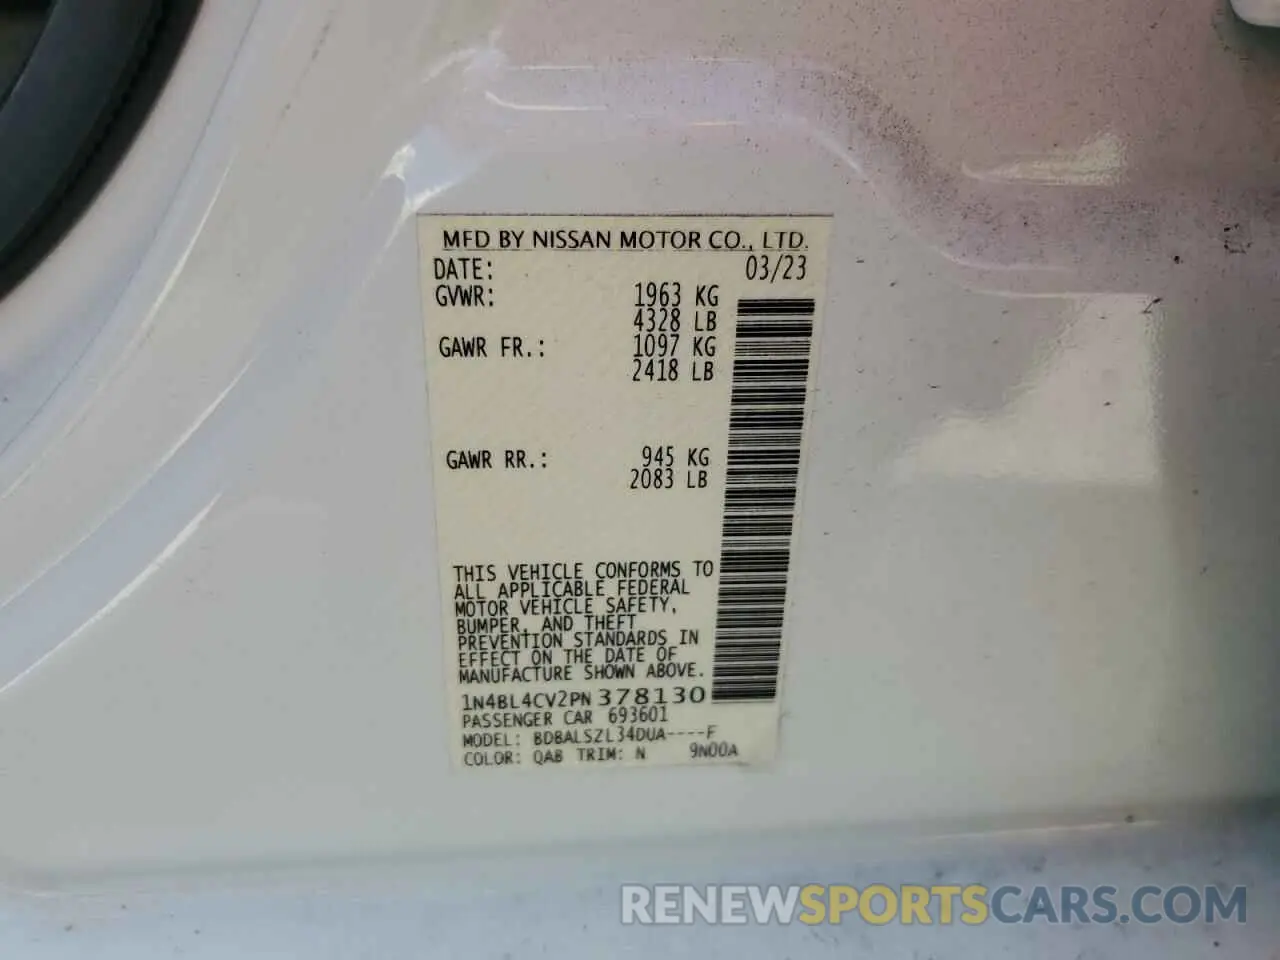 MFD BY NISSAN MOTOR CO., LTD.
DATE: 03/23
GVWR: 1963 KG
4328 LB
GAWR FR.: 1097 KG
2418 LB
GAWR RR.: 945 KG
2083 LB
THIS VEHICLE CONFORMS TO
ALL APPLICABLE FEDERAL
MOTOR VEHICLE SAFETY,
BUMPER, AND THEFT
PREVENTION STANDARDS IN
EFFECT ON THE DATE OF
MANUFACTURE SHOWN ABOVE.
1N4BL4CV2PN378130
PASSENGER CAR 693601
MODEL: BDBALSZL34DUA----F
COLOR: QAB TRIM: N 9N00A
RENEWSPORTSCARS.COM